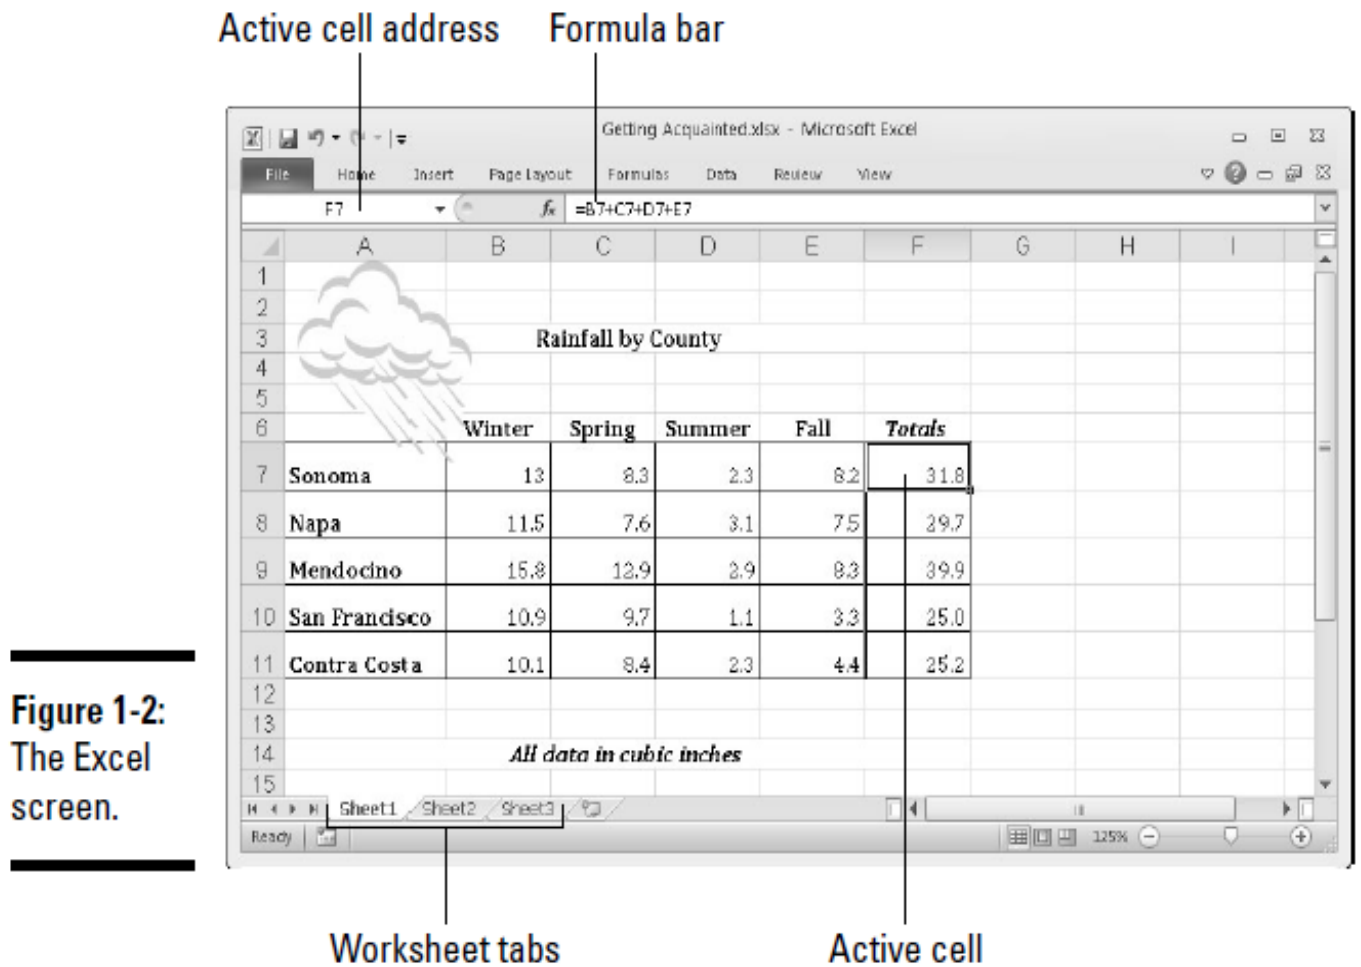 Active cell address Formula bar
Getting Acquainted.xlsx - Microsoft Excel
File Home Insert Page Layout Formulas Data Review View
F7 fx =B7+C7+D7+E7
A B C D E F G H I
1
2
3 Rainfall by County
4
5
6 Winter Spring Summer Fall Totals
7 Sonoma 13 8.3 2.3 8.2 31.8
8 Napa 11.5 7.6 3.1 7.5 29.7
9 Mendocino 15.8 12.9 2.9 8.3 39.9
10 San Francisco 10.9 9.7 1.1 3.3 25.0
11 Contra Costa 10.1 8.4 2.3 4.4 25.2
12
13
14 All data in cubic inches
15
Sheet1 Sheet2 Sheet3
Ready 125%
Worksheet tabs Active cell
Figure 1-2:
The Excel
screen.